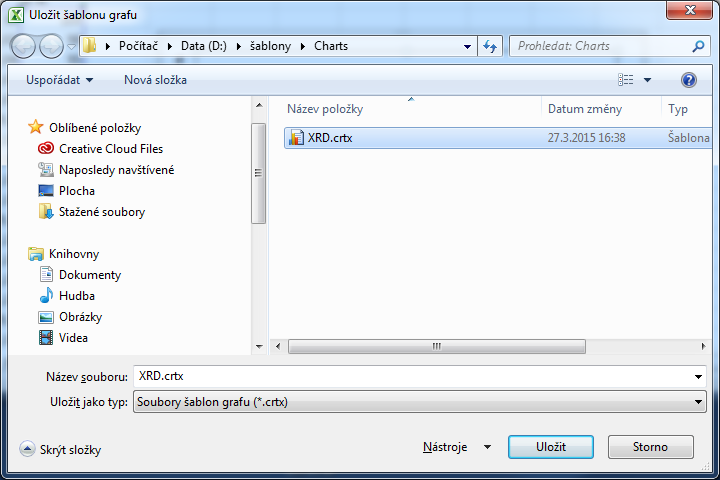 Uložit šablonu grafu
Počítač Data (D:) šablony Charts
Prohledat: Charts
Uspořádat Nová složka
Oblíbené položky
Creative Cloud Files
Naposledy navštívené
Plocha
Stažené soubory
Knihovny
Dokumenty
Hudba
Obrázky
Videa
Název položky Datum změny Typ
XRD.crtx 27.3.2015 16:38 Šablona
Název souboru: XRD.crtx
Uložit jako typ: Soubory šablon grafu (*.crtx)
Skrýt složky Nástroje Uložit Storno